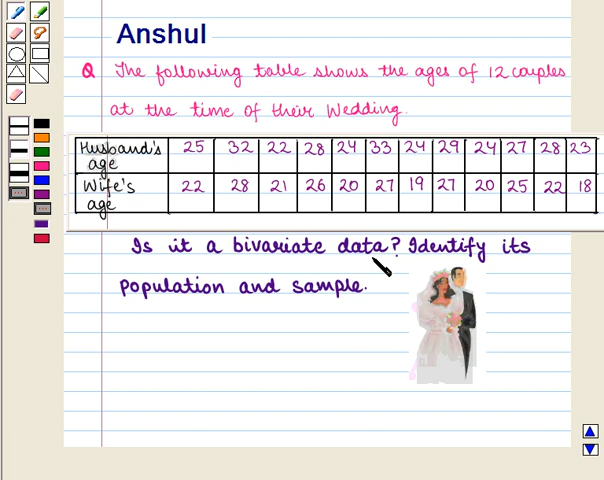 Anshul
Q The following table shows the ages of 12 couples
at the time of their Wedding.
Husband's age 25 32 22 28 24 33 24 29 24 27 28 23
Wife's age 22 28 21 26 20 27 19 27 20 25 22 18
Is it a bivariate data? Identify its
population and sample.